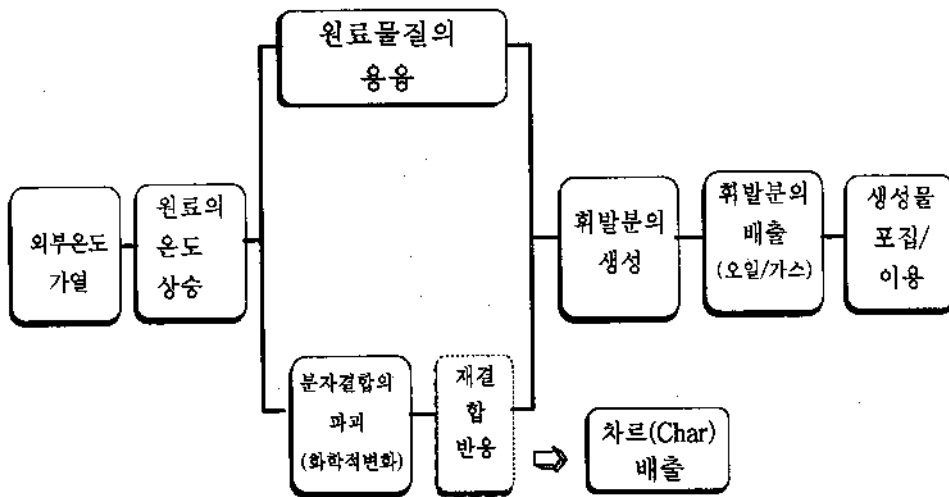 원료물질의
용융
외부온도
가열
원료의
온도
상승
휘발분의
생성
휘발분의
배출
(오일/가스)
생성물
포집/
이용
분자결합의
파괴
(화학적변화)
재결
합
반응
차르(Char)
배출